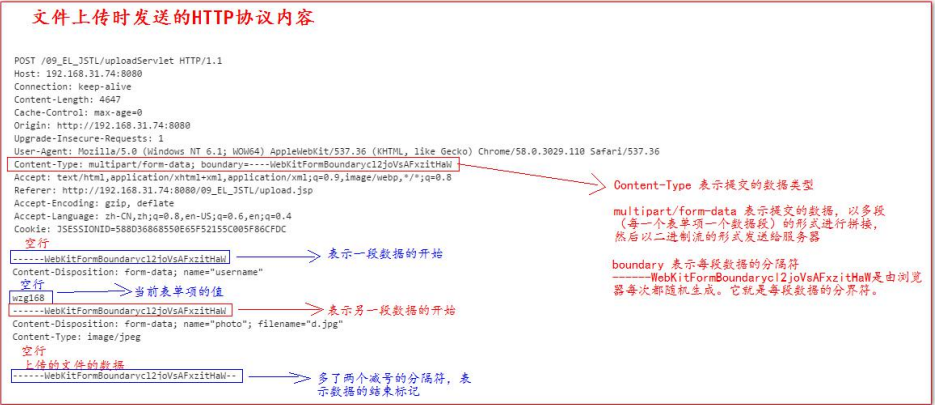 文件上传时发送的HTTP协议内容
POST /09_EL_JSTL/uploadServlet HTTP/1.1
Host: 192.168.31.74:8080
Connection: keep-alive
Content-Length: 4647
Cache-Control: max-age=0
Origin: http://192.168.31.74:8080
Upgrade-Insecure-Requests: 1
User-Agent: Mozilla/5.0 (Windows NT 6.1; WOW64) AppleWebKit/537.36 (KHTML, like Gecko) Chrome/58.0.3029.110 Safari/537.36
Content-Type: multipart/form-data; boundary=----WebKitFormBoundarycl2joVsAFxzitHaW
Accept: text/html,application/xhtml+xml,application/xml;q=0.9,image/webp,*/*;q=0.8
Referer: http://192.168.31.74:8080/09_EL_JSTL/upload.jsp
Accept-Encoding: gzip, deflate
Accept-Language: zh-CN,zh;q=0.8,en-US;q=0.6,en;q=0.4
Cookie: JSESSIONID=588D36868550E65F52155C005F86CFDC
空行
------WebKitFormBoundarycl2joVsAFxzitHaW
表示一段数据的开始
Content-Disposition: form-data; name="username"
空行
当前表单项的值
wzg168
------WebKitFormBoundarycl2joVsAFxzitHaW
表示另一段数据的开始
Content-Disposition: form-data; name="photo"; filename="d.jpg"
Content-Type: image/jpeg
空行
上传的文件的数据
------WebKitFormBoundarycl2joVsAFxzitHaW--
多了两个减号的分隔符，表
示数据的结束标记
Content-Type 表示提交的数据类型
multipart/form-data 表示提交的数据，以多段
（每一个表单项一个数据段）的形式进行拼接，
然后以二进制流的形式发送给服务器
boundary 表示每段数据的分隔符
------WebKitFormBoundarycl2joVsAFxzitHaW是由浏览
器每次都随机生成。它就是每段数据的分界符。